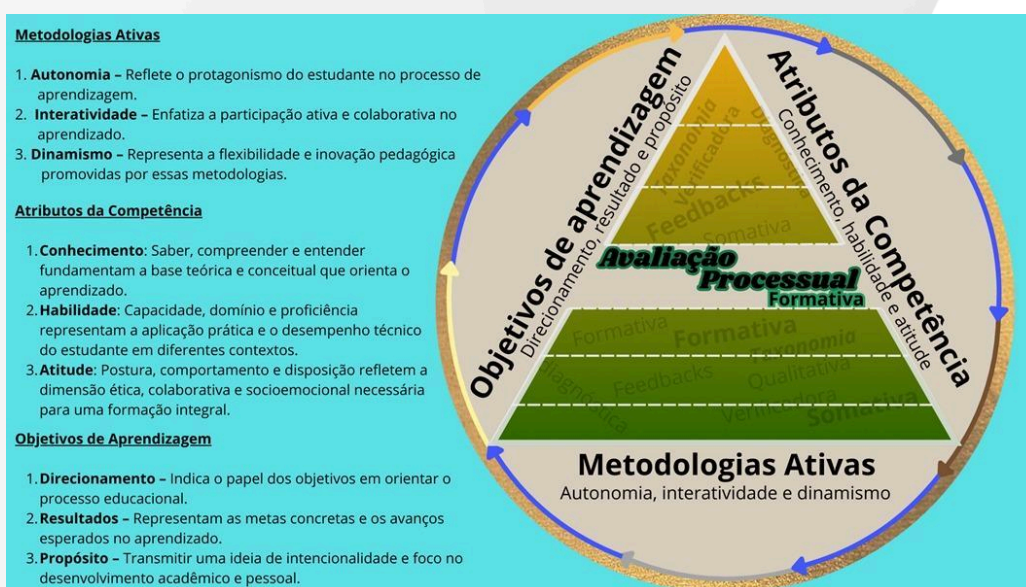 Metodologias Ativas
1. Autonomia – Reflete o protagonismo do estudante no processo de
aprendizagem.
2. Interatividade – Enfatiza a participação ativa e colaborativa no
aprendizado.
3. Dinamismo – Representa a flexibilidade e inovação pedagógica
promovidas por essas metodologias.
Atributos da Competência
1. Conhecimento: Saber, compreender e entender
fundamentam a base teórica e conceitual que orienta o
aprendizado.
2. Habilidade: Capacidade, domínio e proficiência
representam a aplicação prática e o desempenho técnico
do estudante em diferentes contextos.
3. Atitude: Postura, comportamento e disposição refletem a
dimensão ética, colaborativa e socioemocional necessária
para uma formação integral.
Objetivos de Aprendizagem
1. Direcionamento – Indica o papel dos objetivos em orientar o
processo educacional.
2. Resultados – Representam as metas concretas e os avanços
esperados no aprendizado.
3. Propósito – Transmitir uma ideia de intencionalidade e foco no
desenvolvimento acadêmico e pessoal.
Objetivos de aprendizagem
Direcionamento, resultado e propósito
Atributos da Competência
Conhecimento, habilidade e atitude
Taxonomia
Verificadora
Diagnostica
Feedbacks
Somativa
Avaliação
Processual
Formativa
Formativa
Formativa
Taxonomia
Feedbacks
Qualitativa
diagnóstica
Verificadora
Somativa
Metodologias Ativas
Autonomia, interatividade e dinamismo